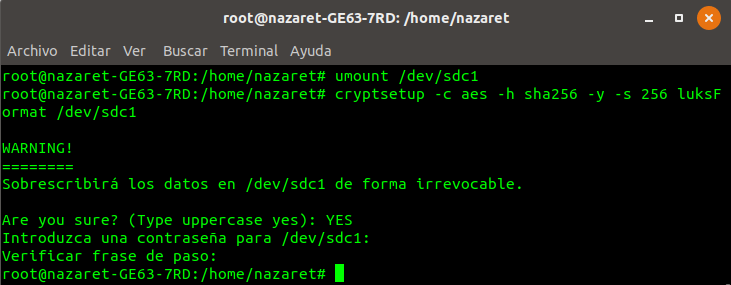 root@nazaret-GE63-7RD: /home/nazaret
Archivo Editar Ver Buscar Terminal Ayuda
root@nazaret-GE63-7RD:/home/nazaret# umount /dev/sdc1
root@nazaret-GE63-7RD:/home/nazaret# cryptsetup -c aes -h sha256 -y -s 256 luksF
ormat /dev/sdc1
WARNING!
========
Sobrescribirá los datos en /dev/sdc1 de forma irrevocable.
Are you sure? (Type uppercase yes): YES
Introduzca una contraseña para /dev/sdc1:
Verificar frase de paso:
root@nazaret-GE63-7RD:/home/nazaret#